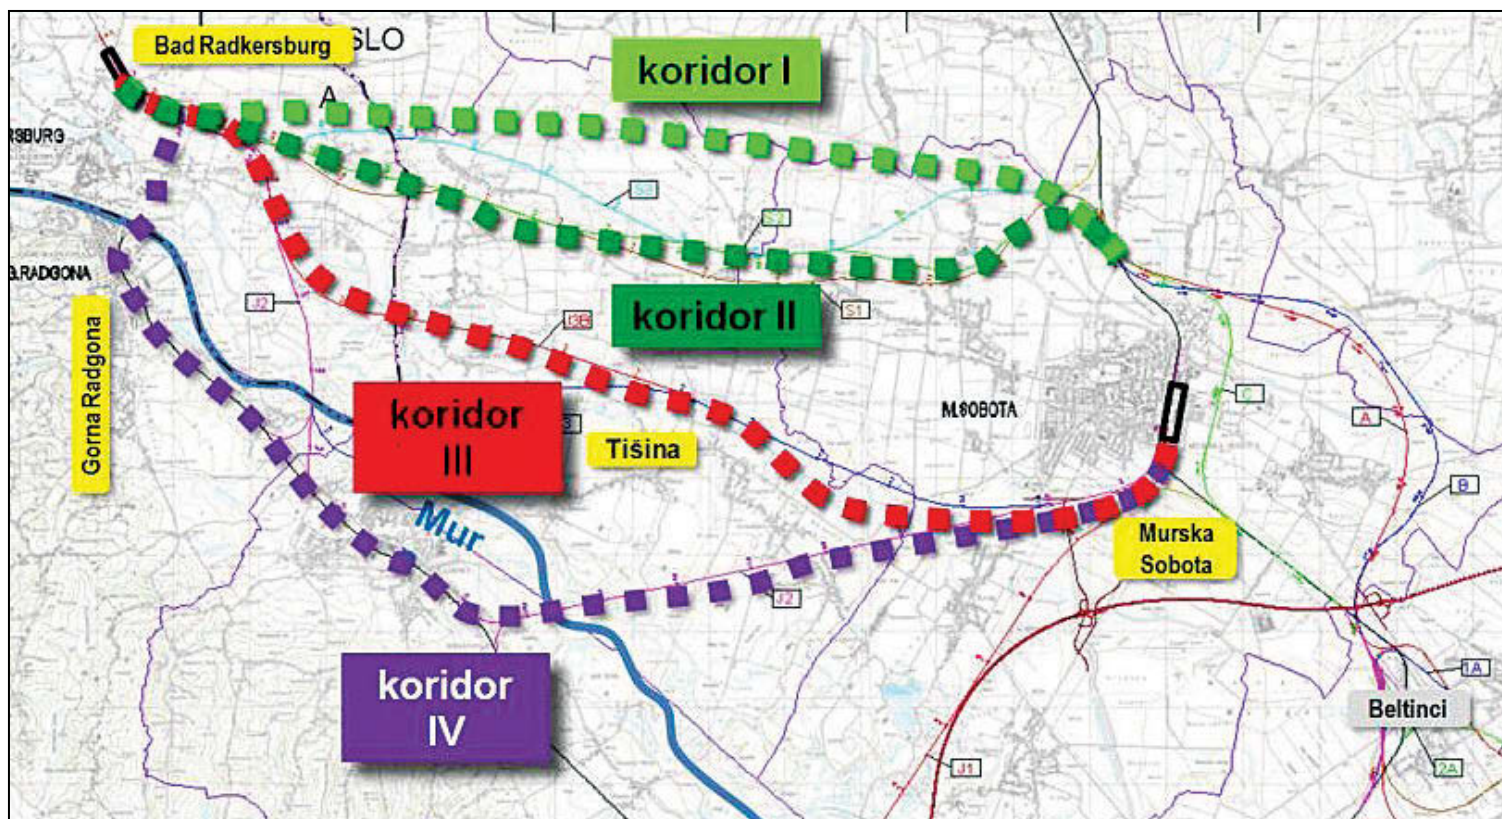 Bad Radkersburg
SLO
A
koridor I
RSBURG
S3
S2
G.RADGONA
J2
S1
koridor II
J3B
Gorna Radgona
koridor
III
3
Tišina
M.SOBOTA
C
A
B
Mur
Murska
Sobota
J2
koridor
IV
1A
Beltinci
J1
2A